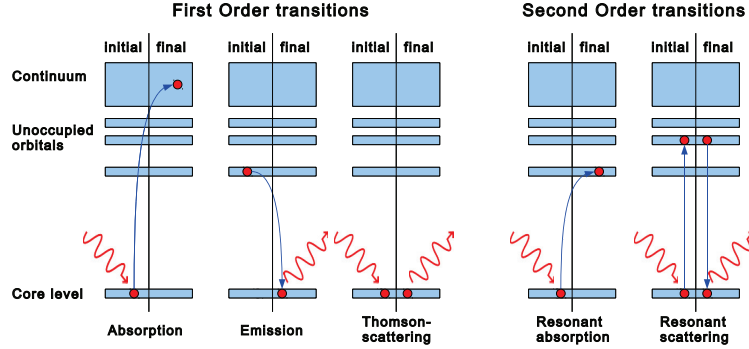 First Order transitions
Second Order transitions
initial final
initial final
initial final
initial final
initial final
Continuum
Unoccupied
orbitals
Core level
Absorption
Emission
Thomson-
scattering
Resonant
absorption
Resonant
scattering